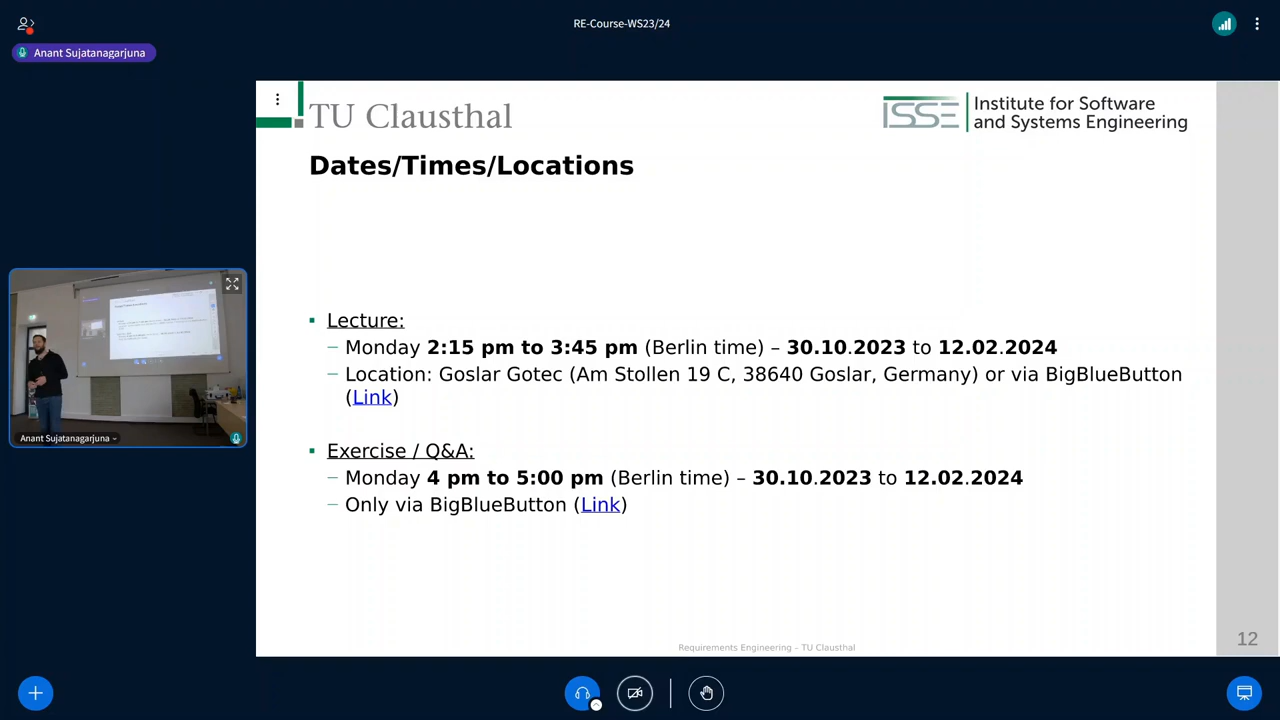 RE-Course-WS23/24
Anant Sujatanagarjuna
TU Clausthal
ISSE
Institute for Software
and Systems Engineering
Dates/Times/Locations
▪ Lecture:
– Monday 2:15 pm to 3:45 pm (Berlin time) – 30.10.2023 to 12.02.2024
– Location: Goslar Gotec (Am Stollen 19 C, 38640 Goslar, Germany) or via BigBlueButton
(Link)
▪ Exercise / Q&A:
– Monday 4 pm to 5:00 pm (Berlin time) – 30.10.2023 to 12.02.2024
– Only via BigBlueButton (Link)
Anant Sujatanagarjuna
Requirements Engineering – TU Clausthal
12